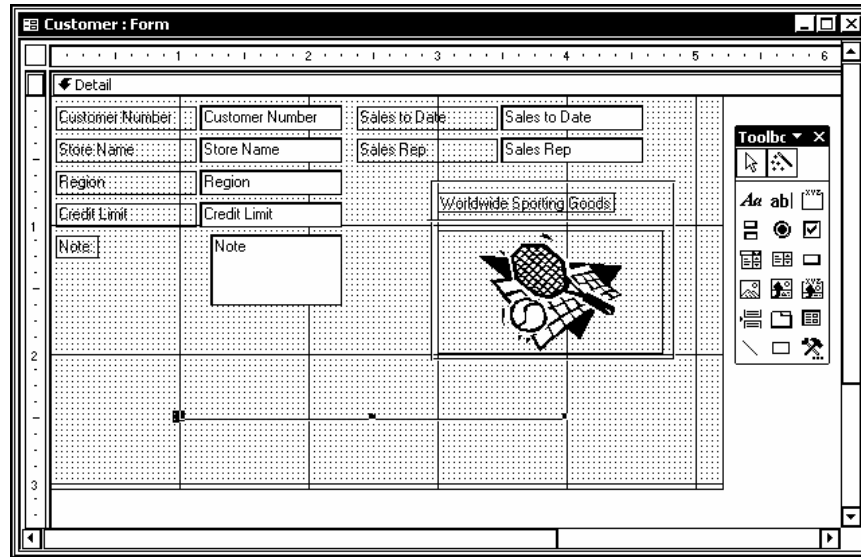 Customer : Form
1 2 3 4 5 6
Detail
Customer Number Customer Number Sales to Date Sales to Date
Store Name Store Name Sales Rep Sales Rep
Region Region
Worldwide Sporting Goods
Credit Limit Credit Limit
1
Note: Note
2
3
Toolbc
Aa ab| XYZ
XYZ